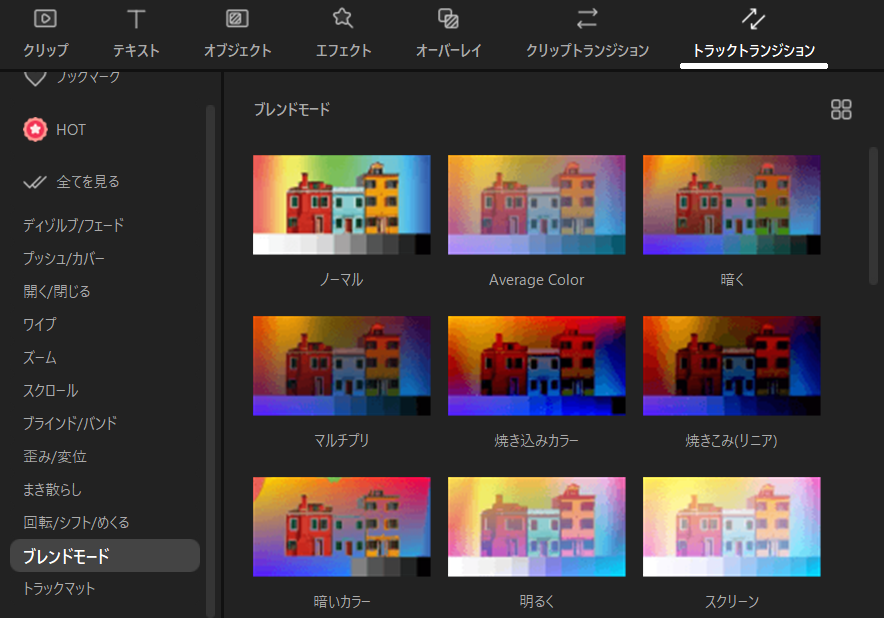 クリップ
テキスト
オブジェクト
エフェクト
オーバーレイ
クリップトランジション
トラックトランジション
ブックマーク
HOT
全てを見る
ディゾルブ/フェード
プッシュ/カバー
開く/閉じる
ワイプ
ズーム
スクロール
ブラインド/バンド
歪み/変位
まき散らし
回転/シフト/めくる
ブレンドモード
トラックマット
ブレンドモード
ノーマル
Average Color
暗く
マルチプリ
焼き込みカラー
焼きこみ(リニア)
暗いカラー
明るく
スクリーン